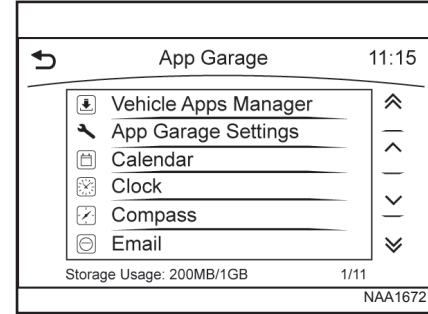 App Garage 11:15
Vehicle Apps Manager
App Garage Settings
Calendar
Clock
Compass
Email
Storage Usage: 200MB/1GB 1/11
NAA1672